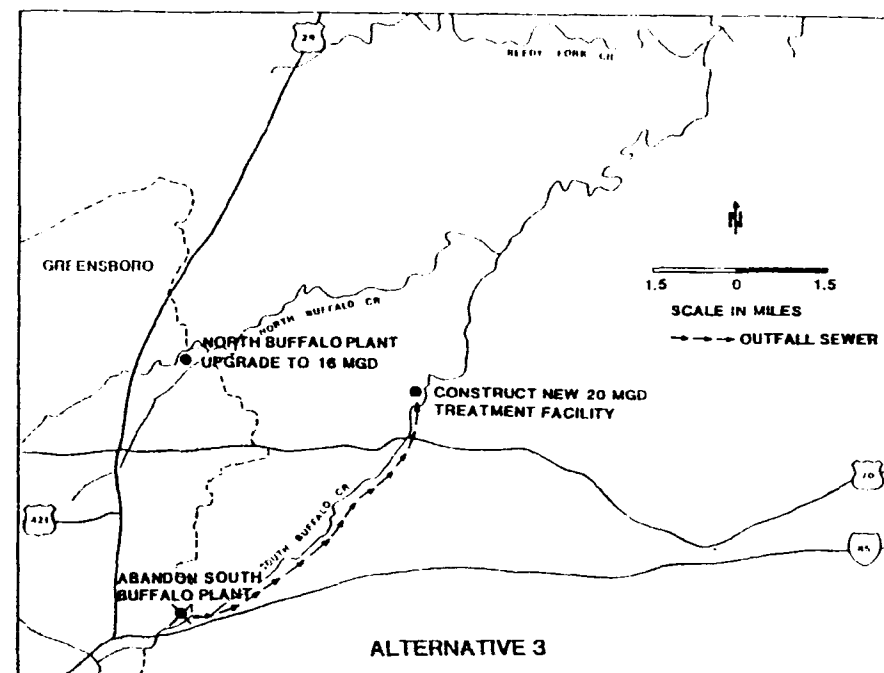 29
REEDY FORK CR
GREENSBORO
N
1.5 0 1.5
SCALE IN MILES
OUTFALL SEWER
NORTH BUFFALO CR
NORTH BUFFALO PLANT
UPGRADE TO 16 MGD
CONSTRUCT NEW 20 MGD
TREATMENT FACILITY
70
421
SOUTH BUFFALO CR
85
ABANDON SOUTH
BUFFALO PLANT
ALTERNATIVE 3